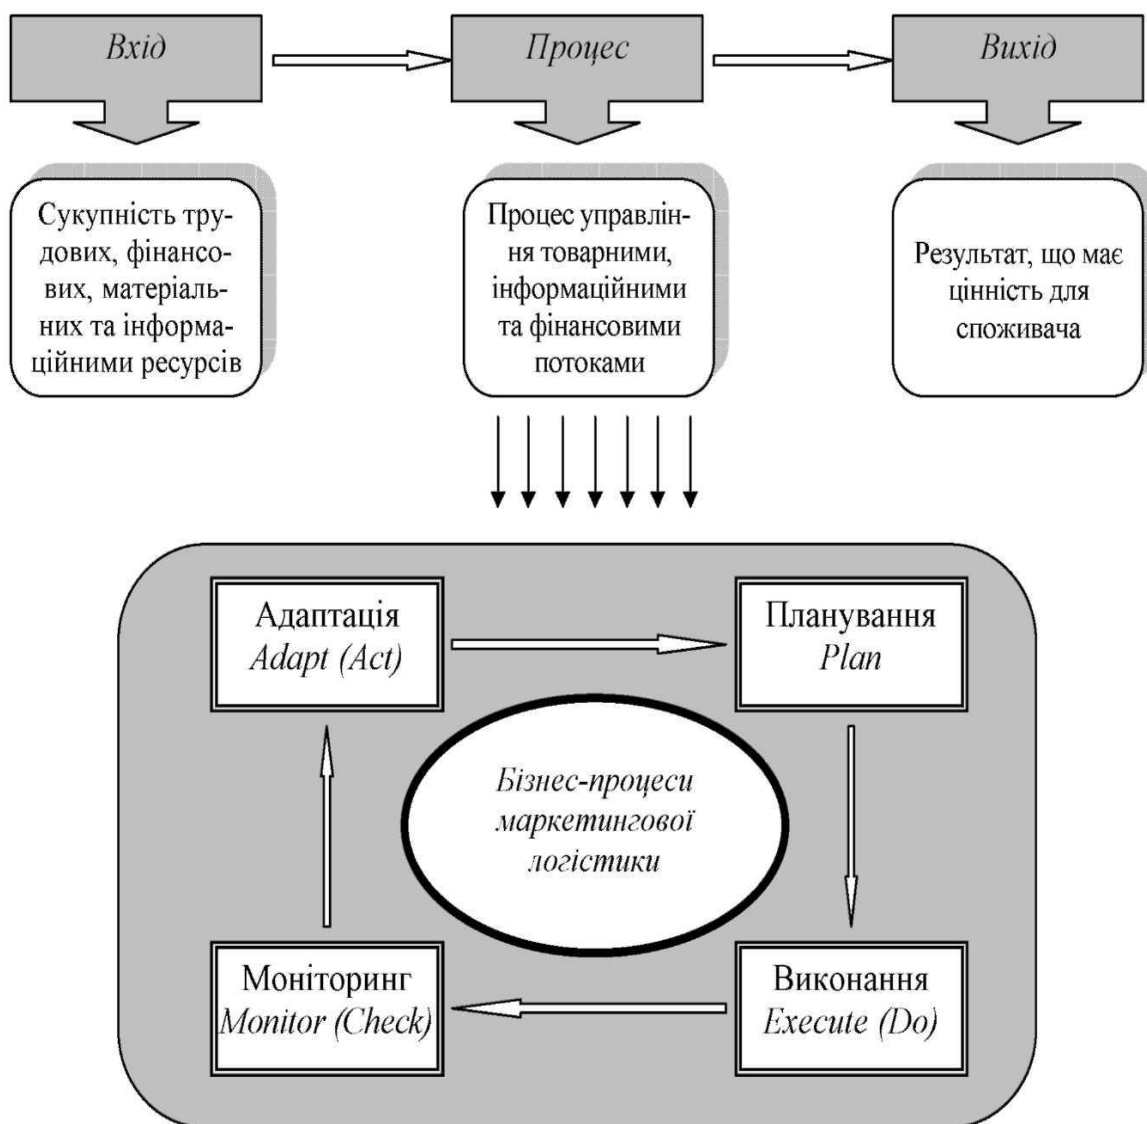 Вхід
Процес
Вихід
Сукупність тру-
дових, фінансо-
вих, матеріаль-
них та інформа-
ційними ресурсів
Процес управлін-
ня товарними,
інформаційними
та фінансовими
потоками
Результат, що має
цінність для
споживача
Адаптація
Adapt (Act)
Планування
Plan
Бізнес-процеси
маркетингової
логістики
Моніторинг
Monitor (Check)
Виконання
Execute (Do)